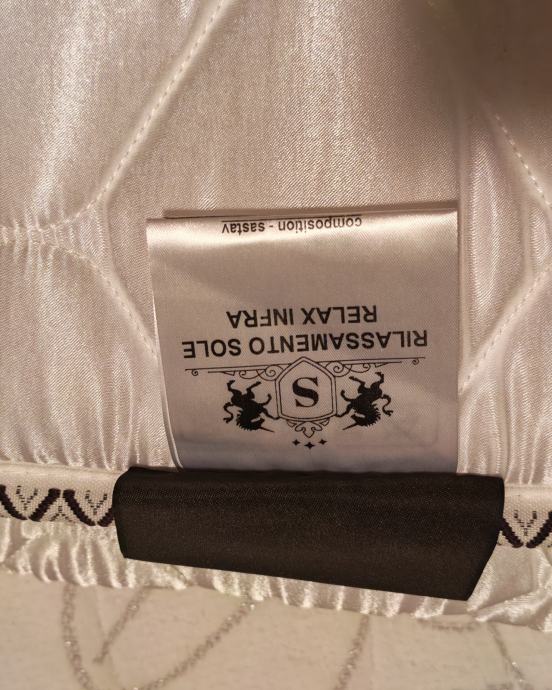 S
RILASSAMENTO SOLE
RELAX INFRA
composition - sastav